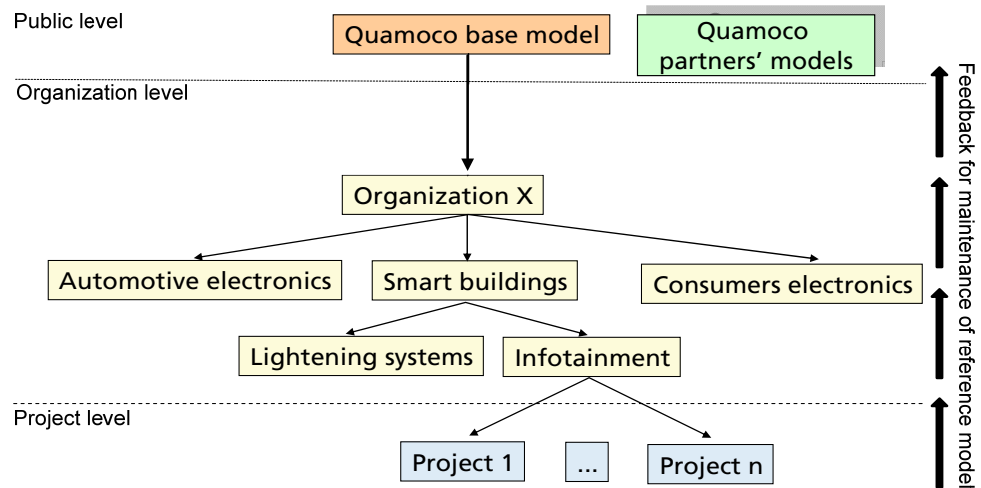 Public level
Quamoco base model
Quamoco
partners’ models
Organization level
Organization X
Automotive electronics
Smart buildings
Consumers electronics
Lightening systems
Infotainment
Project level
Project 1
...
Project n
Feedback for maintenance of reference model